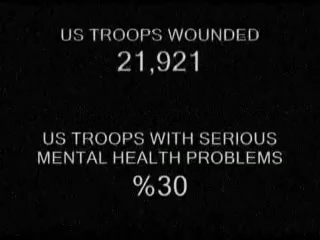 US TROOPS WOUNDED
21,921
US TROOPS WITH SERIOUS
MENTAL HEALTH PROBLEMS
%30